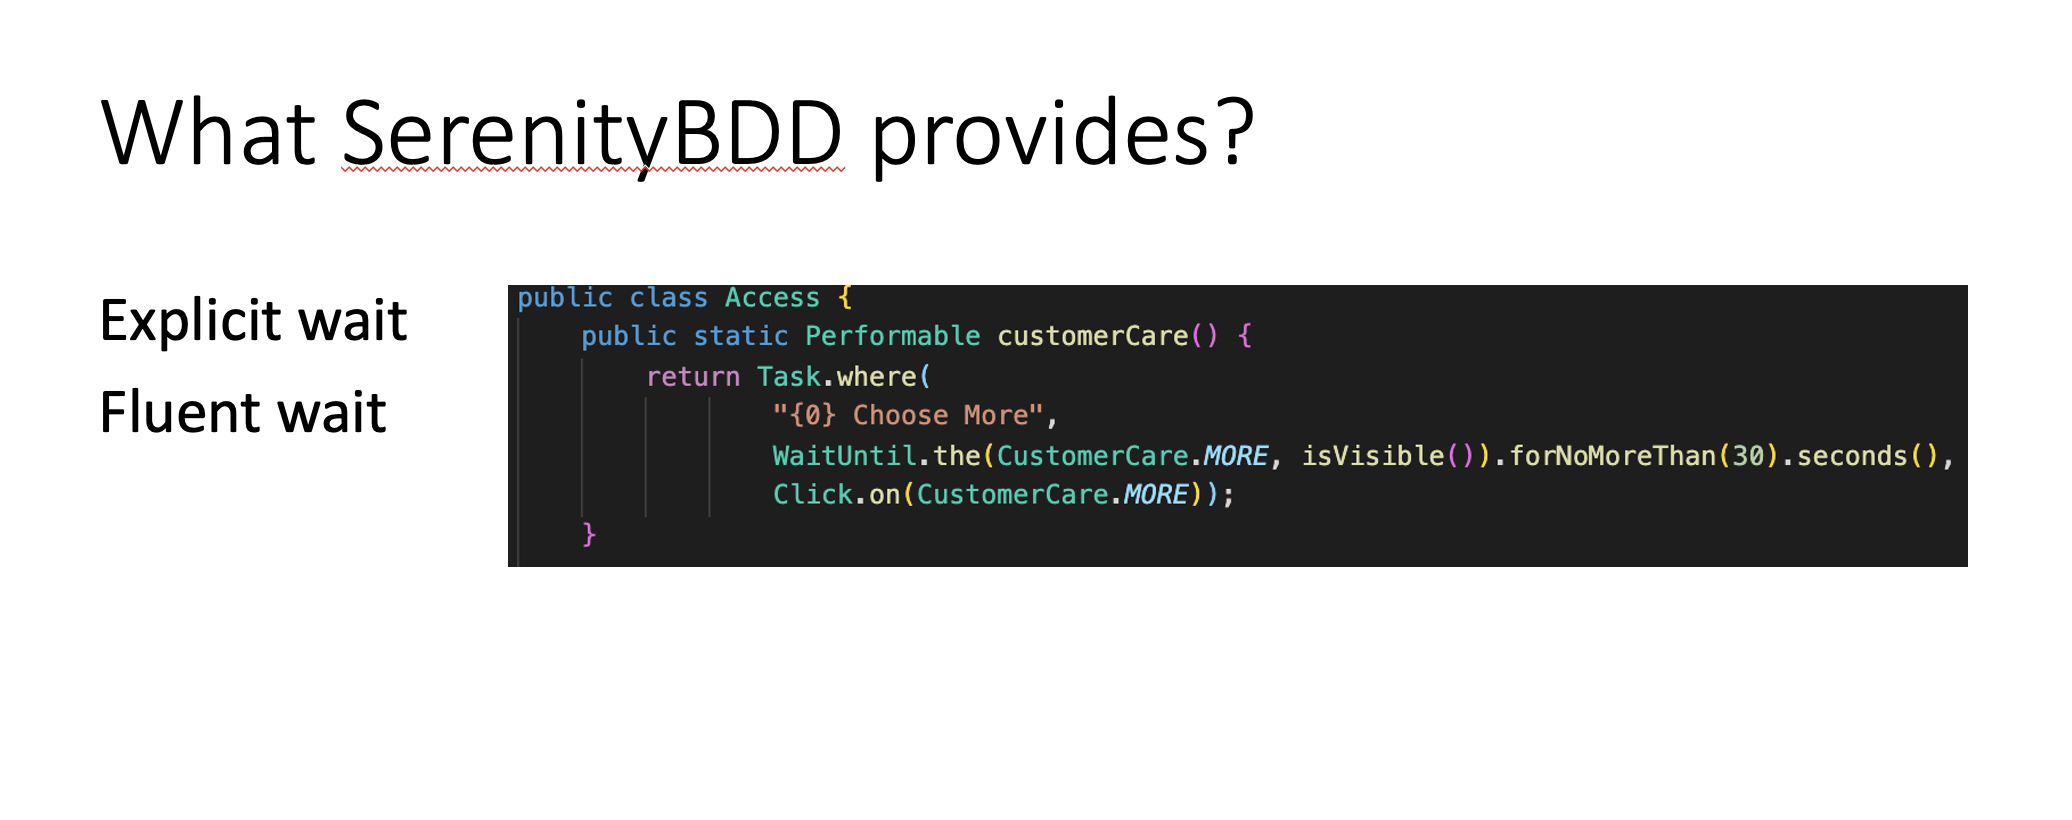 What SerenityBDD provides?
Explicit wait
Fluent wait
public class Access {
public static Performable customerCare() {
return Task.where(
"{0} Choose More",
WaitUntil.the(CustomerCare.MORE, isVisible()).forNoMoreThan(30).seconds(),
Click.on(CustomerCare.MORE));
}